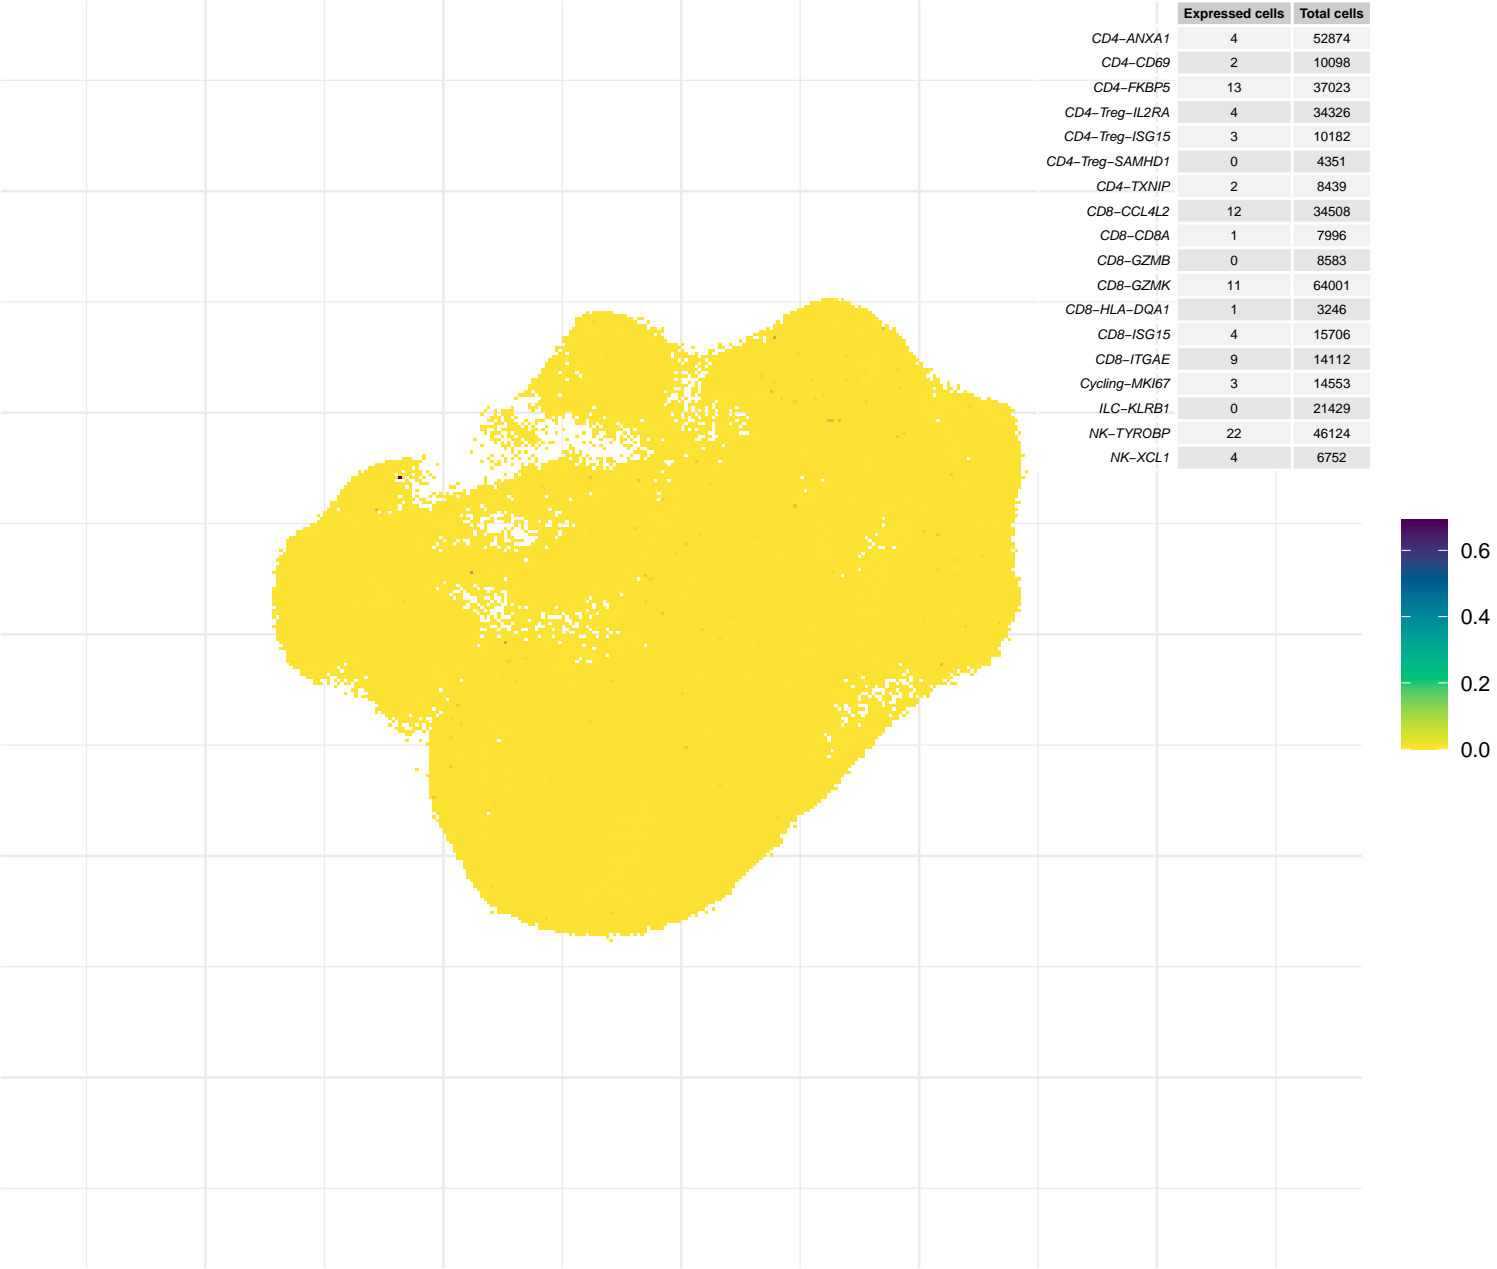 Expressed cells Total cells
CD4−ANXA1 4 52874
CD4−CD69 2 10098
CD4−FKBP5 13 37023
CD4−Treg−IL2RA 4 34326
CD4−Treg−ISG15 3 10182
CD4−Treg−SAMHD1 0 4351
CD4−TXNIP 2 8439
CD8−CCL4L2 12 34508
CD8−CD8A 1 7996
CD8−GZMB 0 8583
CD8−GZMK 11 64001
CD8−HLA−DQA1 1 3246
CD8−ISG15 4 15706
CD8−ITGAE 9 14112
Cycling−MKI67 3 14553
ILC−KLRB1 0 21429
NK−TYROBP 22 46124
NK−XCL1 4 6752
0.6
0.4
0.2
0.0